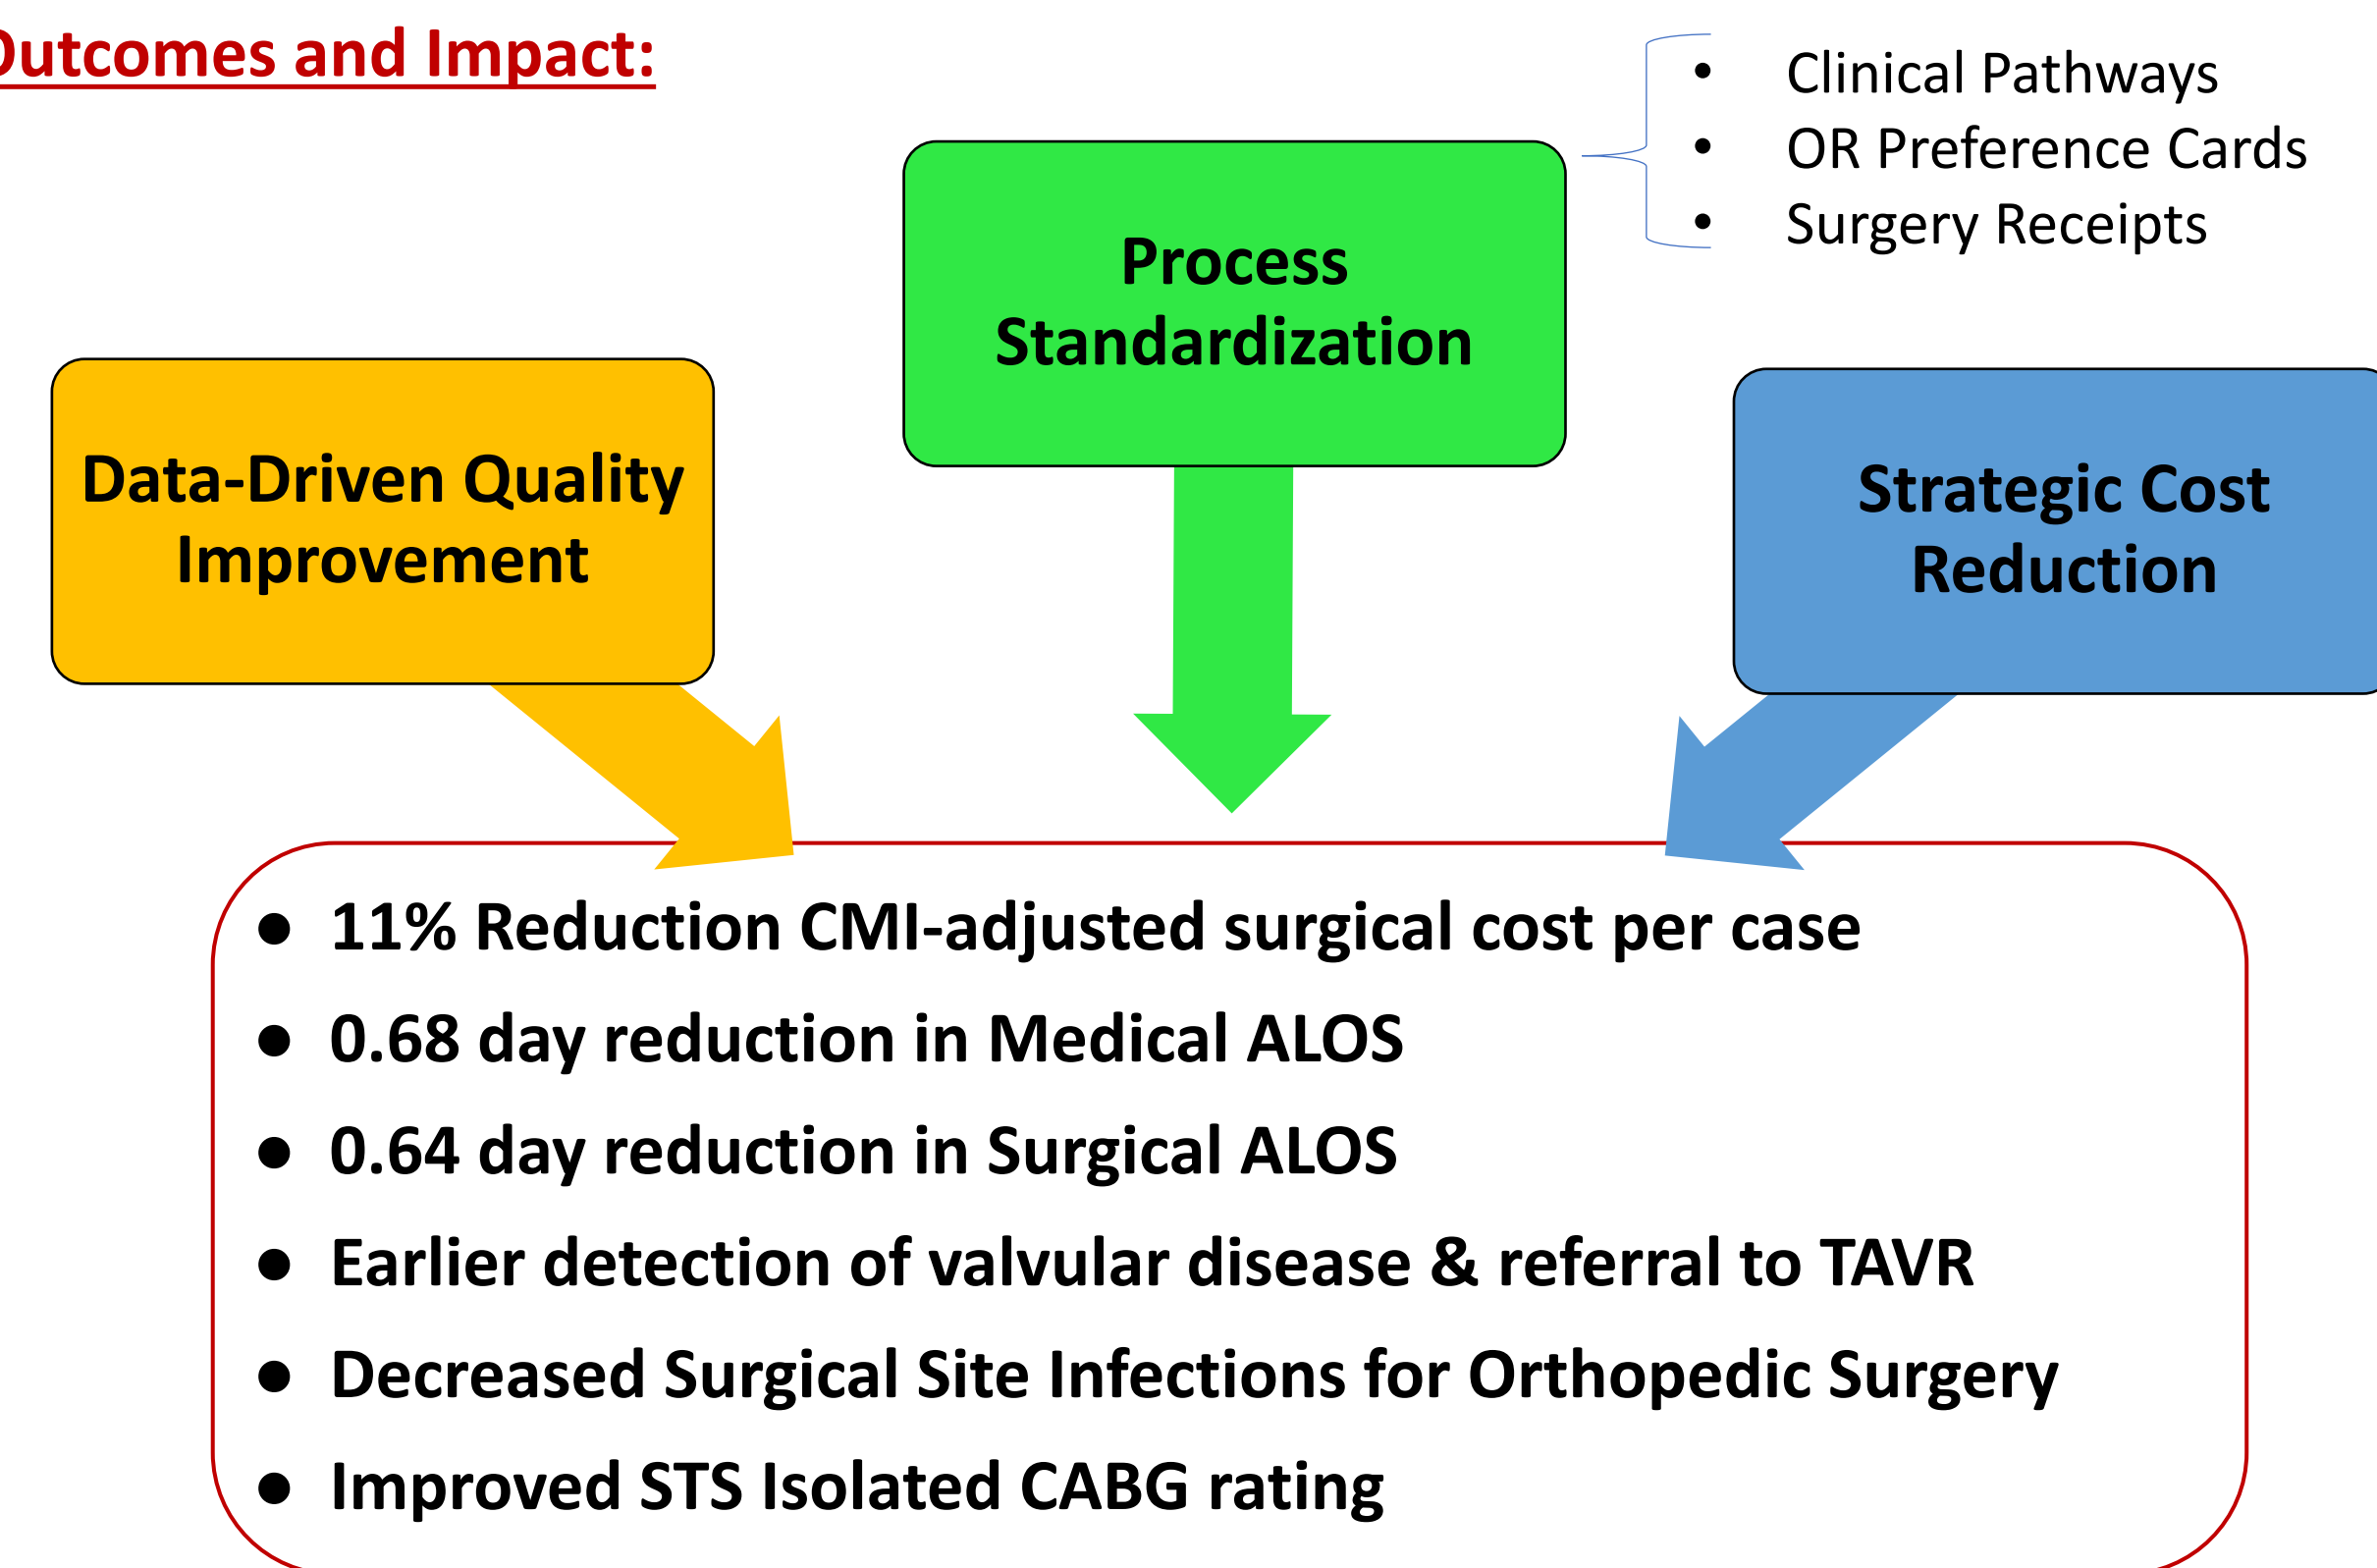 Outcomes and Impact:
• Clinical Pathways
• OR Preference Cards
• Surgery Receipts
Process
Standardization
Data-Driven Quality
Improvement
Strategic Cost
Reduction
• 11% Reduction CMI-adjusted surgical cost per case
• 0.68 day reduction in Medical ALOS
• 0.64 day reduction in Surgical ALOS
• Earlier detection of valvular disease & referral to TAVR
• Decreased Surgical Site Infections for Orthopedic Surgery
• Improved STS Isolated CABG rating